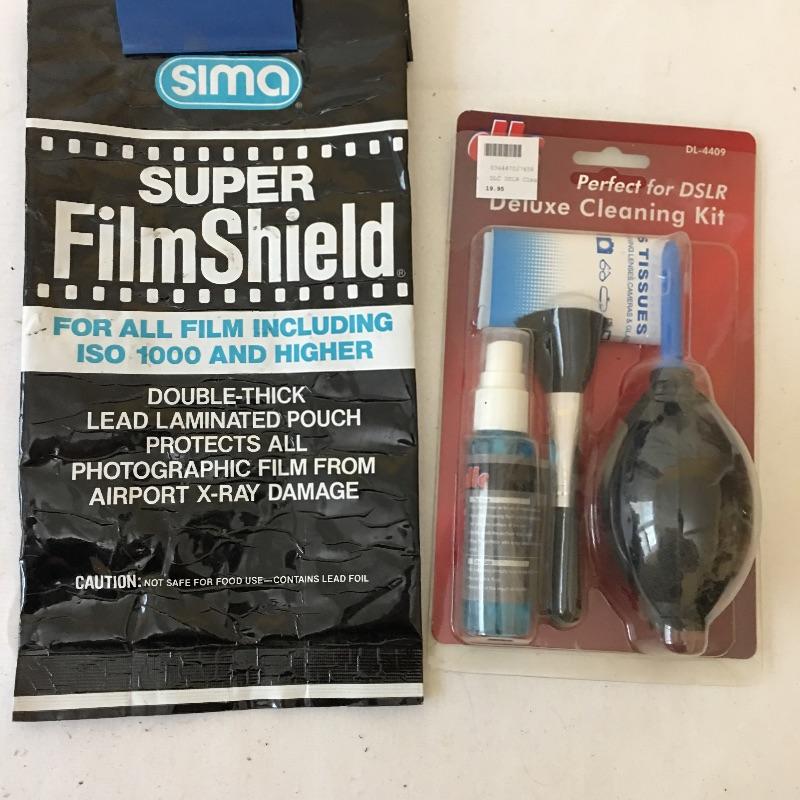 sima
SUPER
FilmShield®
FOR ALL FILM INCLUDING
ISO 1000 AND HIGHER
DOUBLE-THICK
LEAD LAMINATED POUCH
PROTECTS ALL
PHOTOGRAPHIC FILM FROM
AIRPORT X-RAY DAMAGE
CAUTION: NOT SAFE FOR FOOD USE—CONTAINS LEAD FOIL
DL-4409
19.95
Perfect for DSLR
Deluxe Cleaning Kit
TISSUES
LENSES CAMERAS &